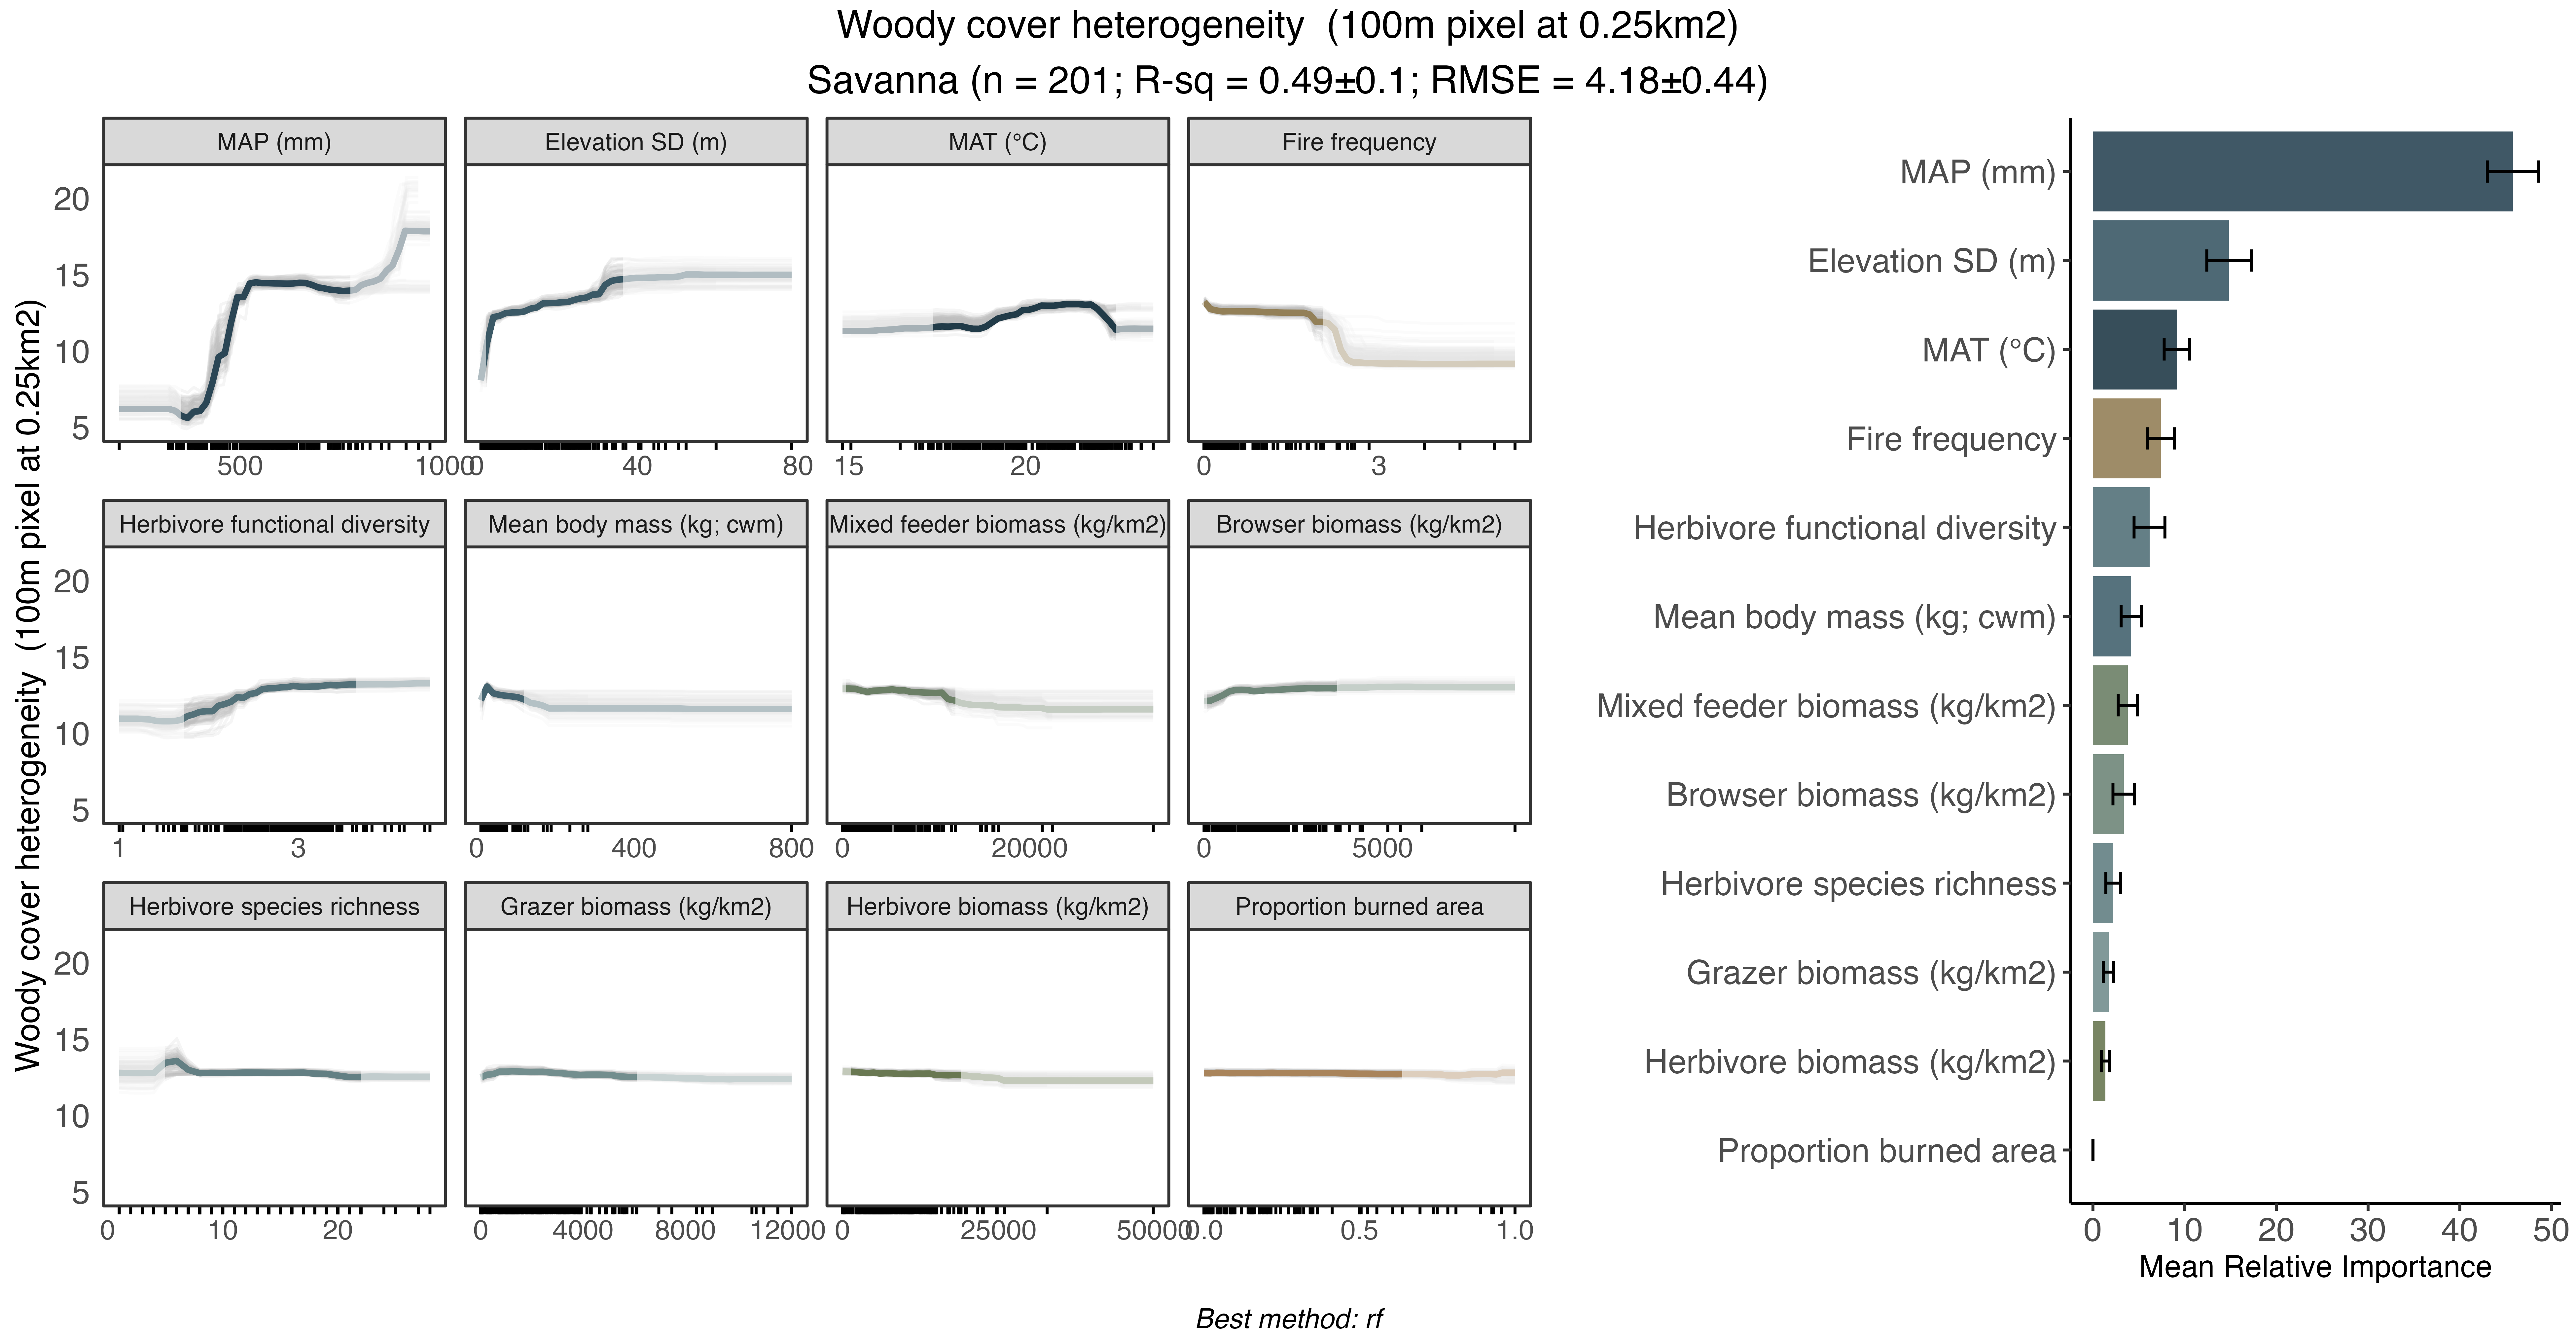 Woody cover heterogeneity  (100m pixel at 0.25km2)
Savanna (n = 201; R-sq = 0.49±0.1; RMSE = 4.18±0.44)
Woody cover heterogeneity  (100m pixel at 0.25km2)
MAP (mm)
Elevation SD (m)
MAT (°C)
Fire frequency
20
15
10
5
500
1000
0
40
80
15
20
0
3
Herbivore functional diversity
Mean body mass (kg; cwm)
Mixed feeder biomass (kg/km2)
Browser biomass (kg/km2)
20
15
10
5
1
3
0
400
800
0
20000
0
5000
Herbivore species richness
Grazer biomass (kg/km2)
Herbivore biomass (kg/km2)
Proportion burned area
20
15
10
5
0
10
20
0
4000
8000
12000
0
25000
50000
0.0
0.5
1.0
MAP (mm)
Elevation SD (m)
MAT (°C)
Fire frequency
Herbivore functional diversity
Mean body mass (kg; cwm)
Mixed feeder biomass (kg/km2)
Browser biomass (kg/km2)
Herbivore species richness
Grazer biomass (kg/km2)
Herbivore biomass (kg/km2)
Proportion burned area
0
10
20
30
40
50
Mean Relative Importance
Best method: rf